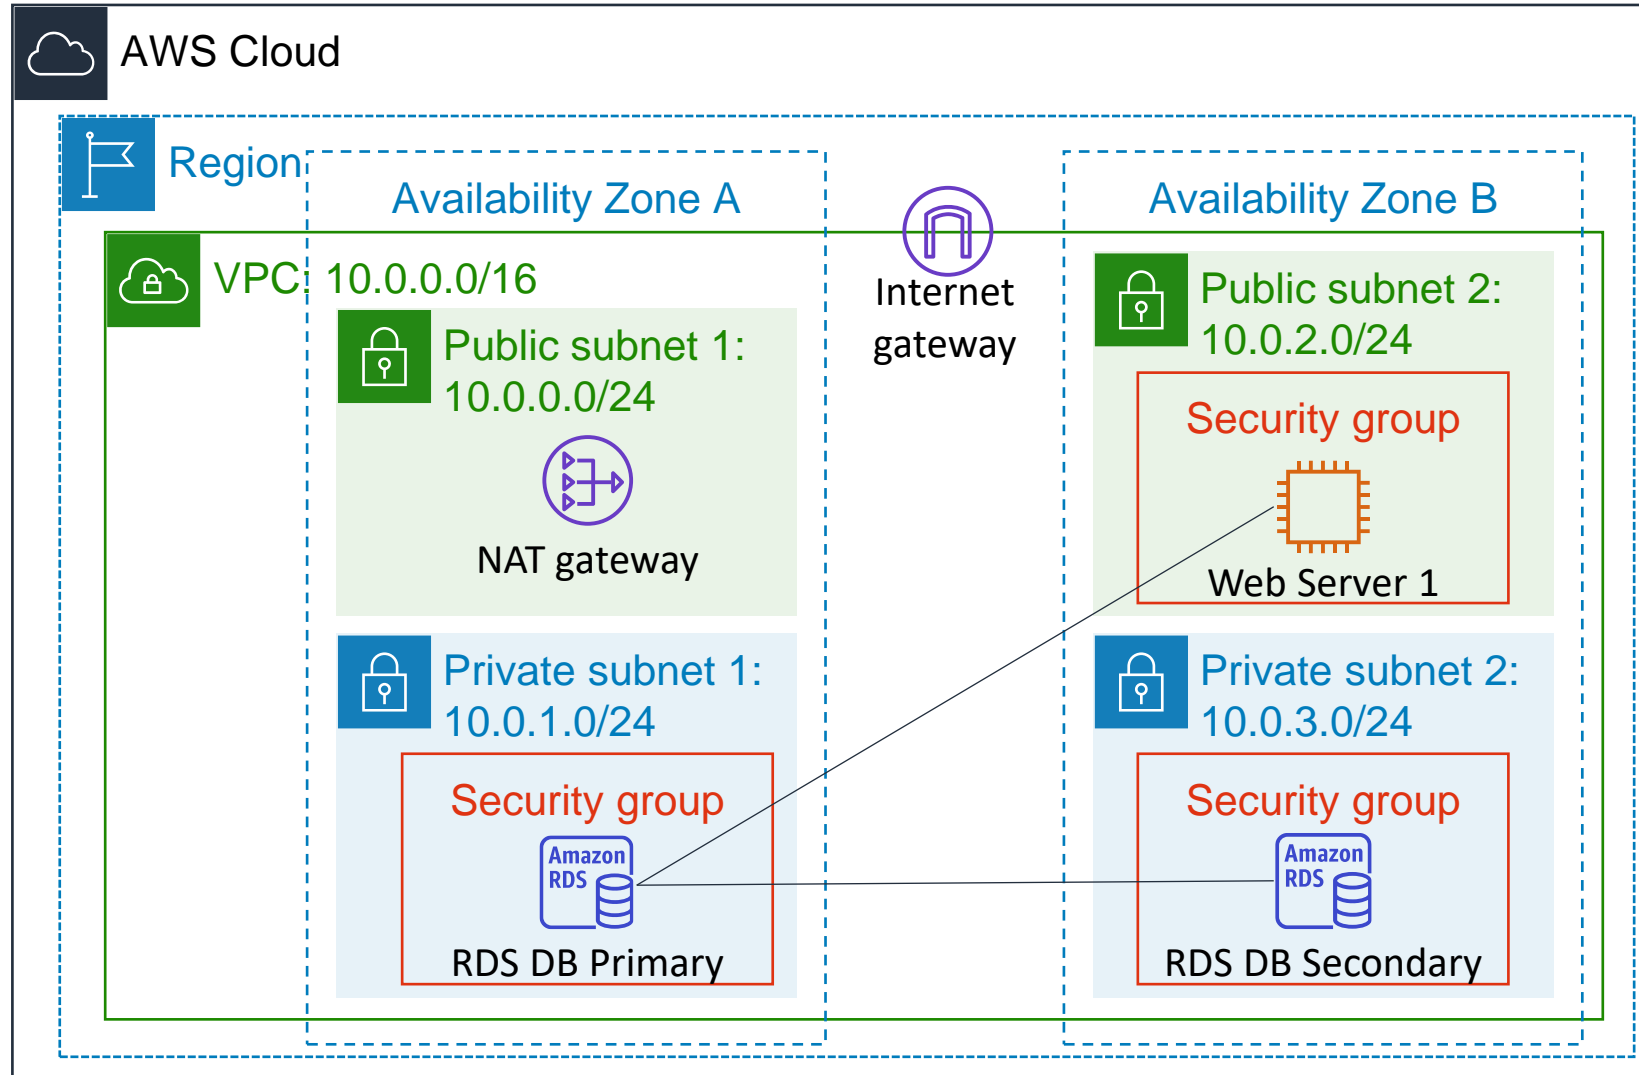 AWS Cloud
Region
Availability Zone A
Availability Zone B
VPC: 10.0.0.0/16
Internet
gateway
Public subnet 1:
10.0.0.0/24
NAT gateway
Public subnet 2:
10.0.2.0/24
Security group
Web Server 1
Private subnet 1:
10.0.1.0/24
Security group
Amazon
RDS
RDS DB Primary
Private subnet 2:
10.0.3.0/24
Security group
Amazon
RDS
RDS DB Secondary